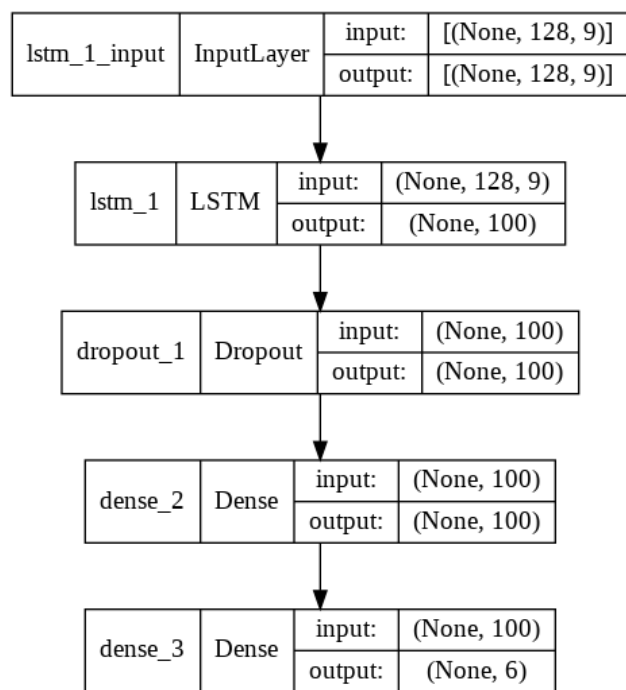 lstm_1_input InputLayer input: [(None, 128, 9)]
output: [(None, 128, 9)]
lstm_1 LSTM input: (None, 128, 9)
output: (None, 100)
dropout_1 Dropout input: (None, 100)
output: (None, 100)
dense_2 Dense input: (None, 100)
output: (None, 100)
dense_3 Dense input: (None, 100)
output: (None, 6)